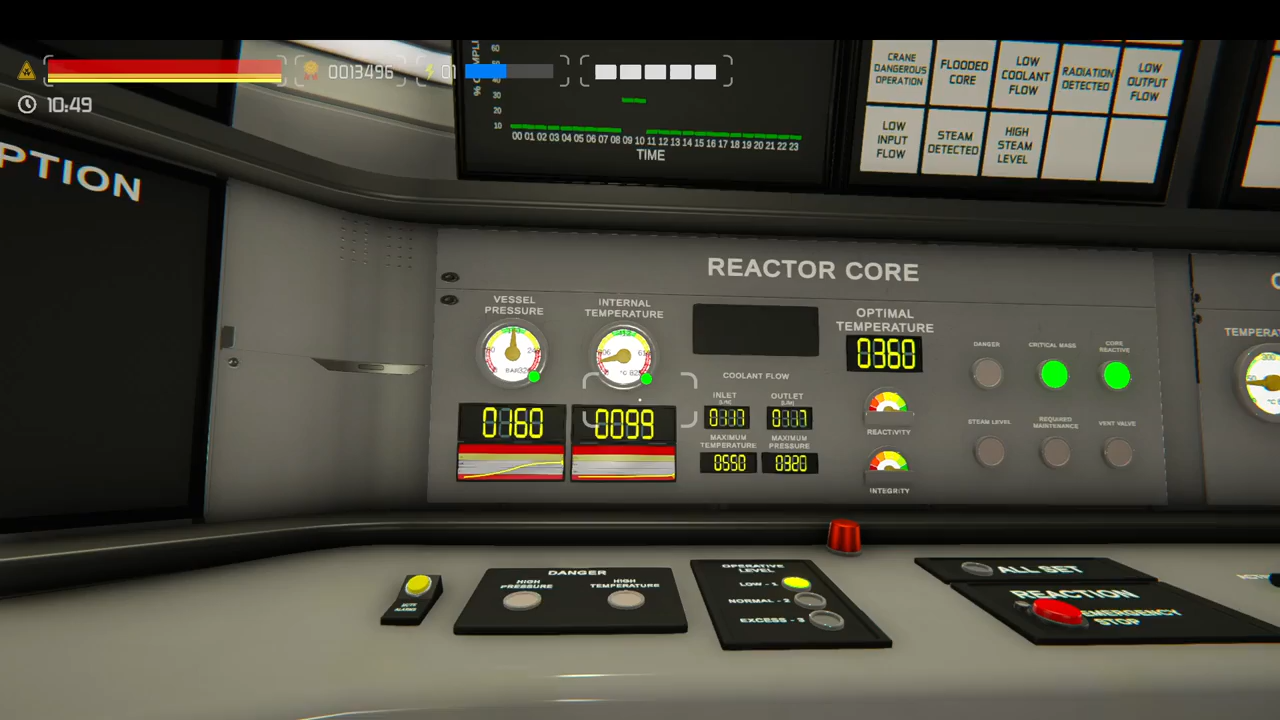 0013496
01
10:49
60
50
40
30
20
10
00 01 02 03 04 05 06 07 08 09 10 11 12 13 14 15 16 17 18 19 20 21 22 23
TIME
CRANE
DANGEROUS
OPERATION
FLOODED
CORE
LOW
COOLANT
FLOW
RADIATION
DETECTED
LOW
OUTPUT
FLOW
LOW
INPUT
FLOW
STEAM
DETECTED
HIGH
STEAM
LEVEL
PTION
REACTOR CORE
VESSEL
PRESSURE
INTERNAL
TEMPERATURE
OPTIMAL
TEMPERATURE
0360
DANGER
CRITICAL MASS
CORE
REACTIVE
COOLANT FLOW
INLET
OUTLET
0160
0099
MAXIMUM
TEMPERATURE
MAXIMUM
PRESSURE
0550
0320
REACTIVITY
INTEGRITY
STEAM LEVEL
REQUIRED
MAINTENANCE
VENT VALVE
DANGER
HIGH
PRESSURE
HIGH
TEMPERATURE
OPERATIVE
LEVEL
LOW - 1
NORMAL - 2
EXCESS - 3
ALL SET
REACTION
EMERGENCY
STOP